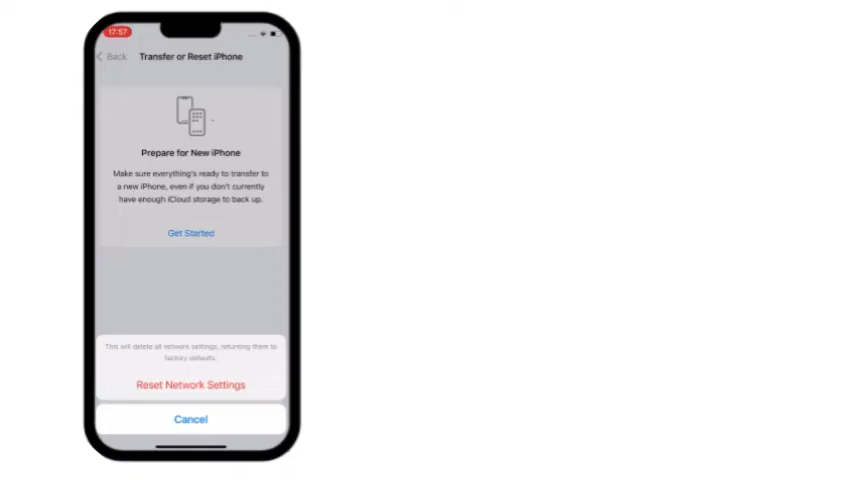 17:57
Back
Transfer or Reset iPhone
Prepare for New iPhone
Make sure everything's ready to transfer to
a new iPhone, even if you don't currently
have enough iCloud storage to back up.
Get Started
This will delete all network settings, returning them to
factory defaults.
Reset Network Settings
Cancel